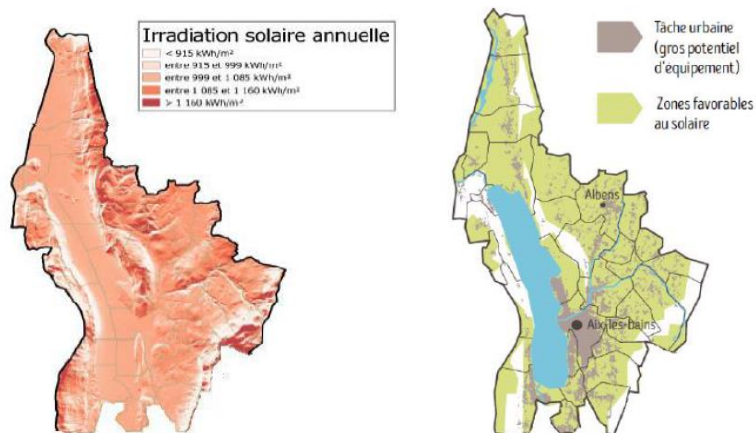 Irradiation solaire annuelle
< 915 kWh/m²
entre 915 et 999 kWh/m²
entre 999 et 1 085 kWh/m²
entre 1 085 et 1 160 kWh/m²
> 1 160 kWh/m²
Tâche urbaine
(gros potentiel
d'équipement)
Zones favorables
au solaire
Albens
Aix-les-bains